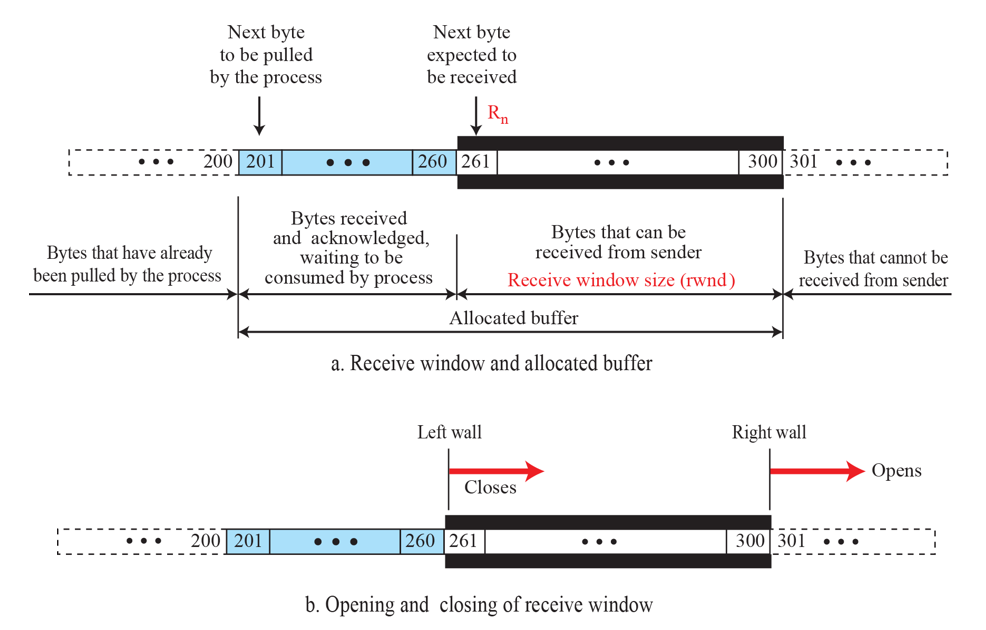 Next byte
to be pulled
by the process
Next byte
expected to
be received
Rn
••• 200 201 ••• 260 261 ••• 300 301 •••
Bytes that have already
been pulled by the process
Bytes received
and acknowledged,
waiting to be
consumed by process
Bytes that can be
received from sender
Receive window size (rwnd)
Bytes that cannot be
received from sender
Allocated buffer
a. Receive window and allocated buffer
Left wall
Right wall
Closes
Opens
••• 200 201 ••• 260 261 ••• 300 301 •••
b. Opening and closing of receive window